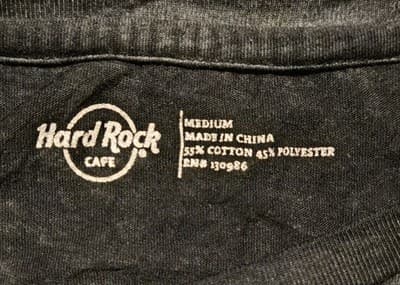 Hard Rock®
CAFE
MEDIUM
MADE IN CHINA
55% COTTON 45% POLYESTER
RN# 130986